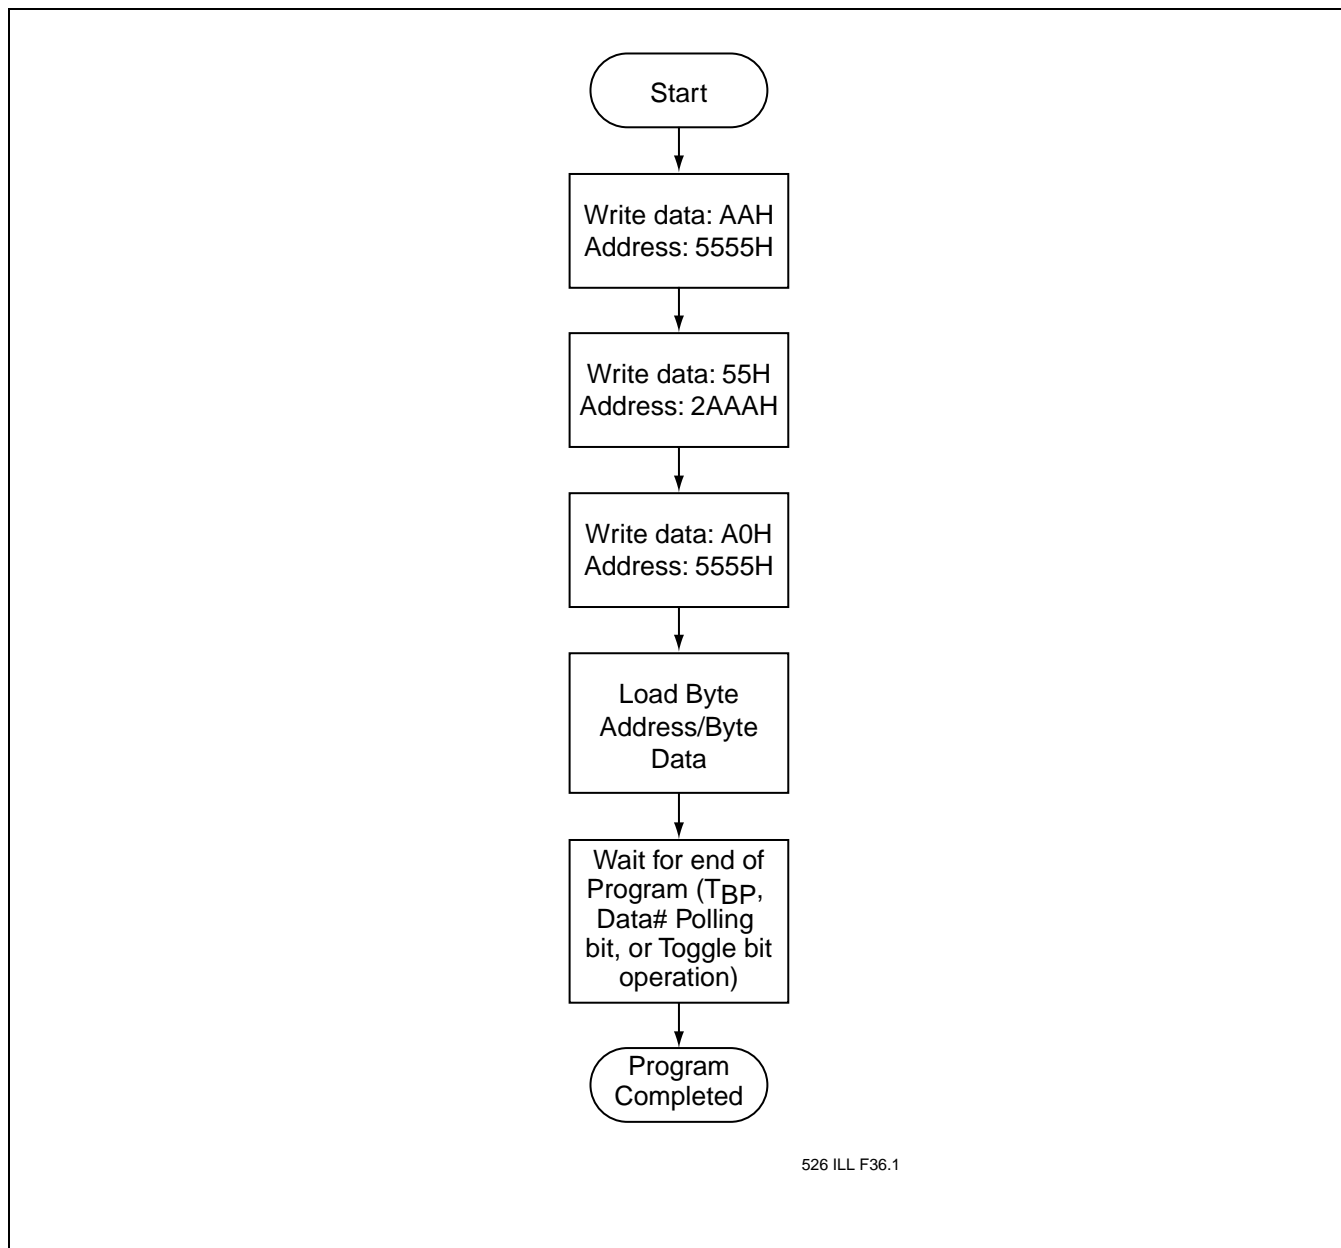 Start
Write data: AAH
Address: 5555H
Write data: 55H
Address: 2AAAH
Write data: A0H
Address: 5555H
Load Byte
Address/Byte
Data
Wait for end of
Program (TBP,
Data# Polling
bit, or Toggle bit
operation)
Program
Completed
526 ILL F36.1